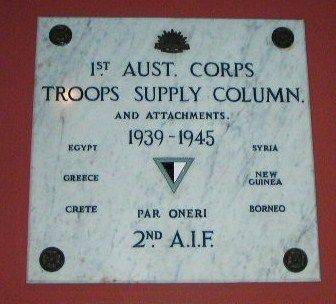 1ST AUST. CORPS
TROOPS SUPPLY COLUMN.
AND ATTACHMENTS.
1939-1945
EGYPT
SYRIA
GREECE
NEW GUINEA
CRETE
BORNEO
PAR ONERI
2ND A.I.F.